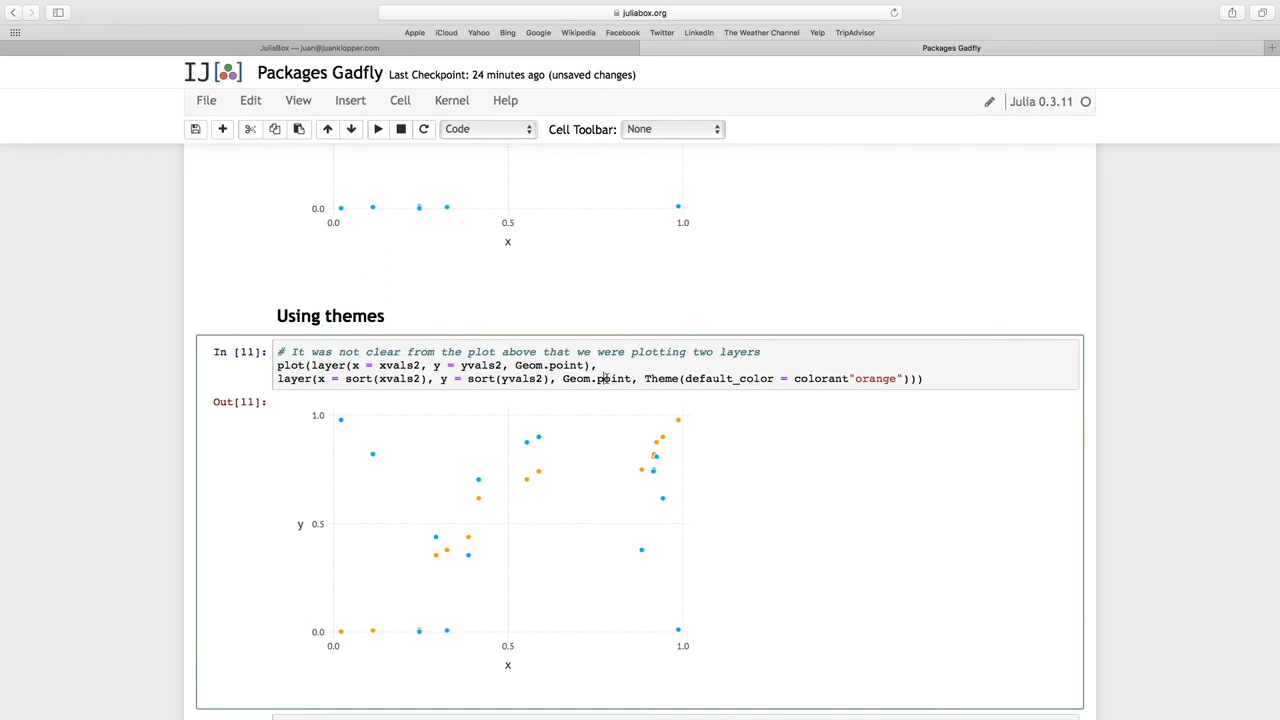 juliabox.org
Apple iCloud Yahoo Bing Google Wikipedia Facebook Twitter LinkedIn The Weather Channel Yelp TripAdvisor
JuliaBox — juan@juanklopper.com Packages Gadfly
IJ[ ] Packages Gadfly Last Checkpoint: 24 minutes ago (unsaved changes)
File Edit View Insert Cell Kernel Help Julia 0.3.11
Code Cell Toolbar: None
0.0
0.0 0.5 1.0
x
Using themes
In [11]: # It was not clear from the plot above that we were plotting two layers
plot(layer(x = xvals2, y = yvals2, Geom.point),
layer(x = sort(xvals2), y = sort(yvals2), Geom.point, Theme(default_color = colorant"orange")))
Out[11]:
1.0
y 0.5
0.0
0.0 0.5 1.0
x